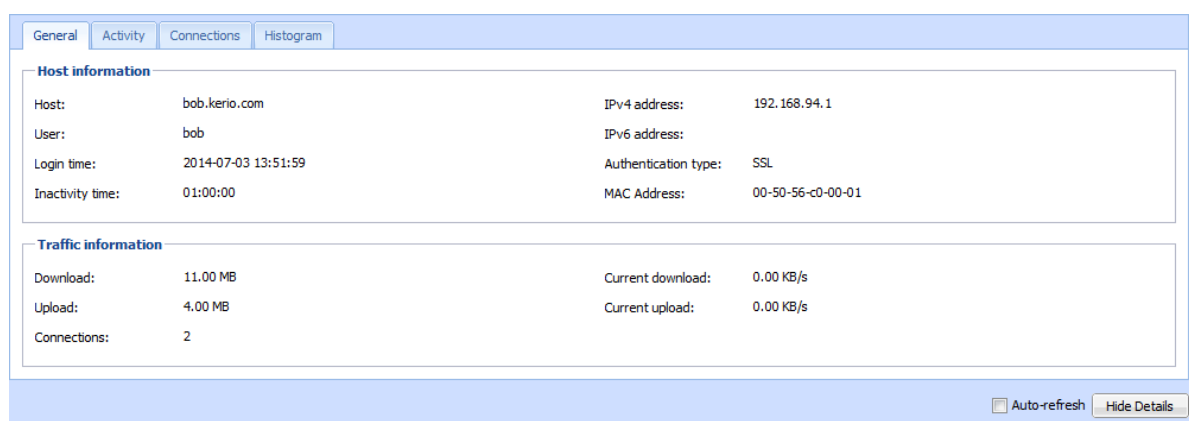 General Activity Connections Histogram
Host information
Host: bob.kerio.com IPv4 address: 192.168.94.1
User: bob IPv6 address:
Login time: 2014-07-03 13:51:59 Authentication type: SSL
Inactivity time: 01:00:00 MAC Address: 00-50-56-c0-00-01
Traffic information
Download: 11.00 MB Current download: 0.00 KB/s
Upload: 4.00 MB Current upload: 0.00 KB/s
Connections: 2
Auto-refresh Hide Details